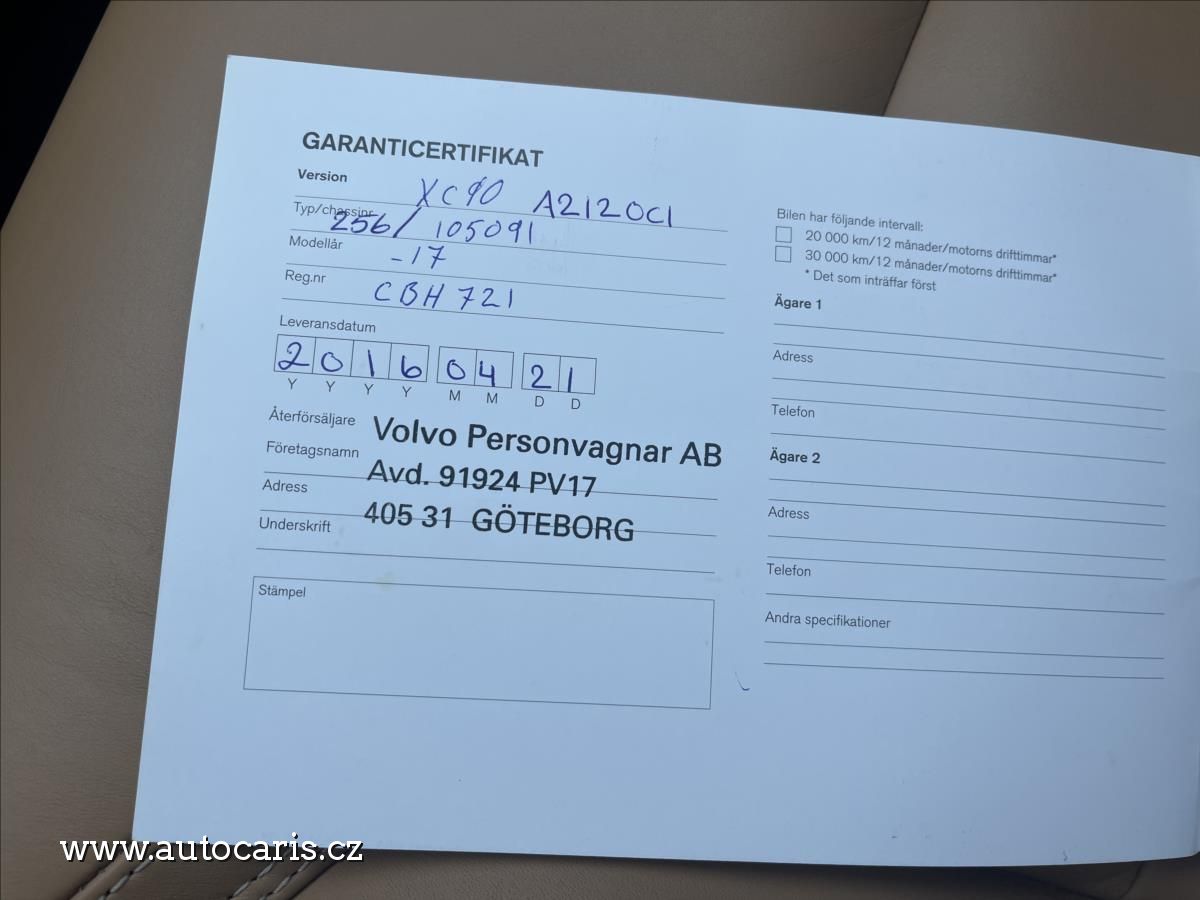 GARANTICERTIFIKAT
Version XC90 A2120C1
Typ/chassinr 256/ 105091
Modellår -17
Reg.nr CBH 721
Leveransdatum
2016 04 21
Y Y Y Y M M D D
Återförsäljare
Volvo Personvagnar AB
Företagsnamn
Avd. 91924 PV17
Adress
405 31 GÖTEBORG
Underskrift
Stämpel
Bilen har följande intervall:
20 000 km/12 månader/motorns drifttimmar*
30 000 km/12 månader/motorns drifttimmar*
* Det som inträffar först
Ägare 1
Adress
Telefon
Ägare 2
Adress
Telefon
Andra specifikationer
www.autocaris.cz